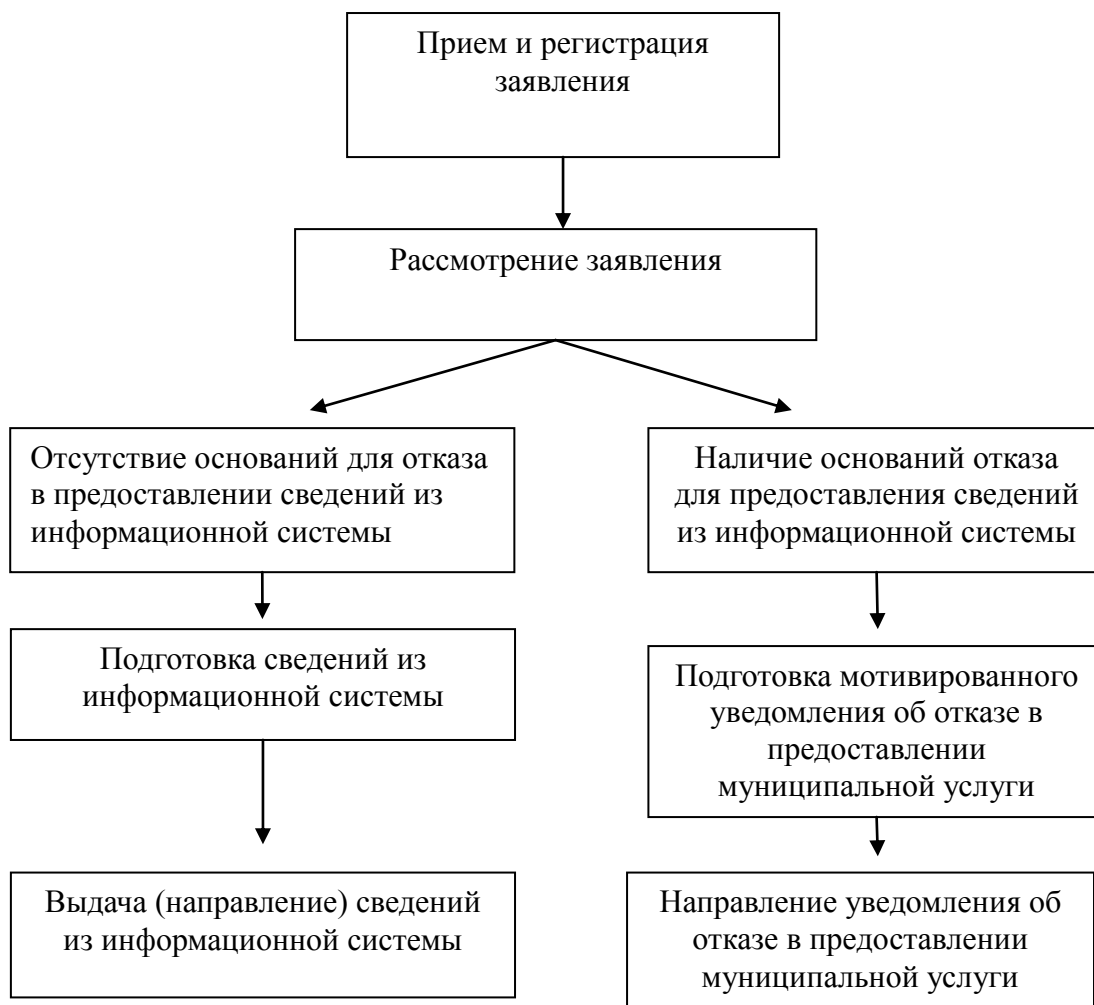 Прием и регистрация
заявления
Рассмотрение заявления
Отсутствие оснований для отказа
в предоставлении сведений из
информационной системы
Наличие оснований отказа
для предоставления сведений
из информационной системы
Подготовка сведений из
информационной системы
Подготовка мотивированного
уведомления об отказе в
предоставлении
муниципальной услуги
Выдача (направление) сведений
из информационной системы
Направление уведомления об
отказе в предоставлении
муниципальной услуги